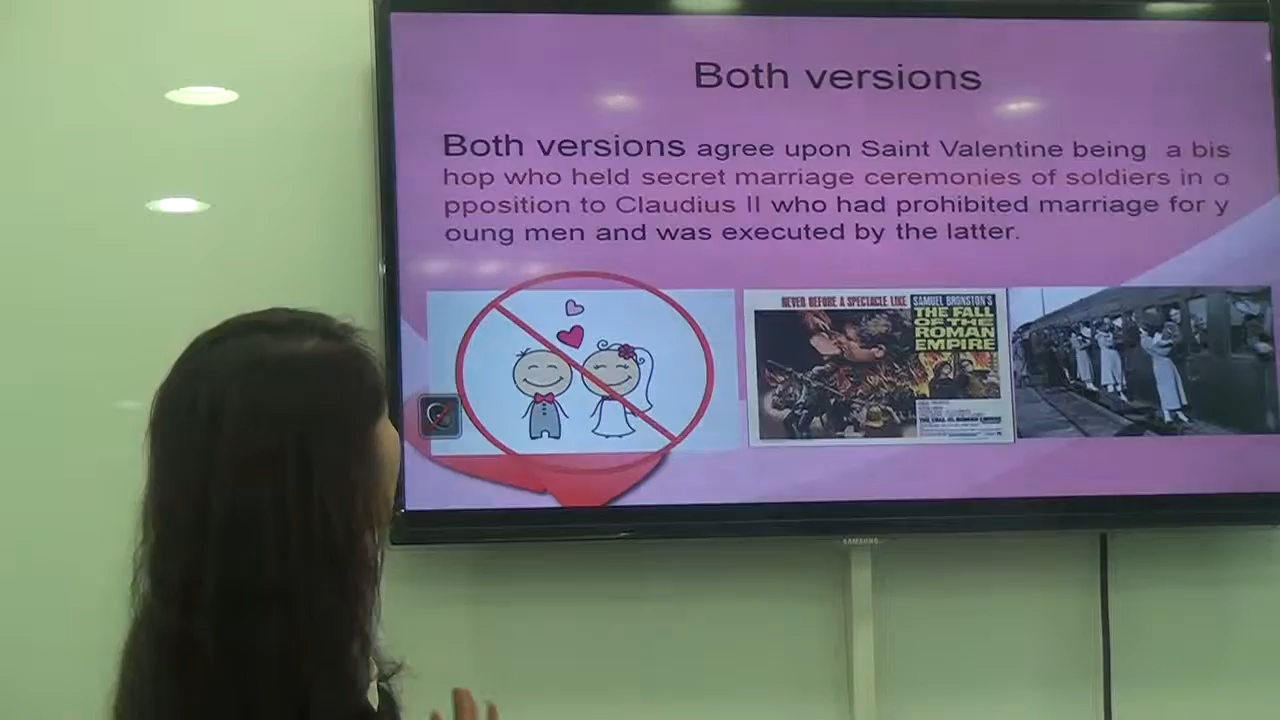 Both versions
Both versions agree upon Saint Valentine being a bis
hop who held secret marriage ceremonies of soldiers in o
pposition to Claudius II who had prohibited marriage for y
oung men and was executed by the latter.
NEVER BEFORE A SPECTACLE LIKE
SAMUEL BRONSTON'S
THE FALL
OF THE
ROMAN
EMPIRE
SAMSUNG